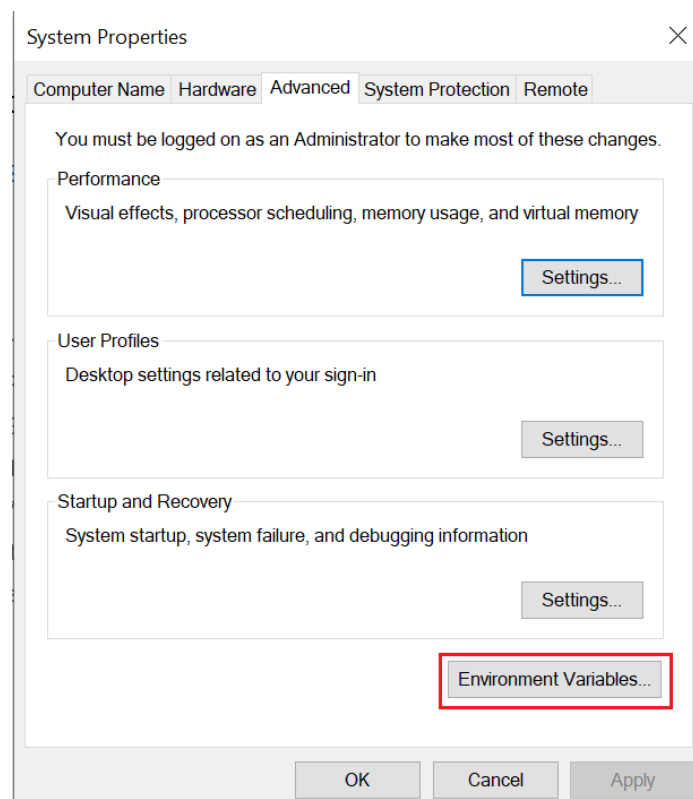 System Properties
Computer Name Hardware Advanced System Protection Remote
You must be logged on as an Administrator to make most of these changes.
Performance
Visual effects, processor scheduling, memory usage, and virtual memory
Settings...
User Profiles
Desktop settings related to your sign-in
Settings...
Startup and Recovery
System startup, system failure, and debugging information
Settings...
Environment Variables...
OK Cancel Apply